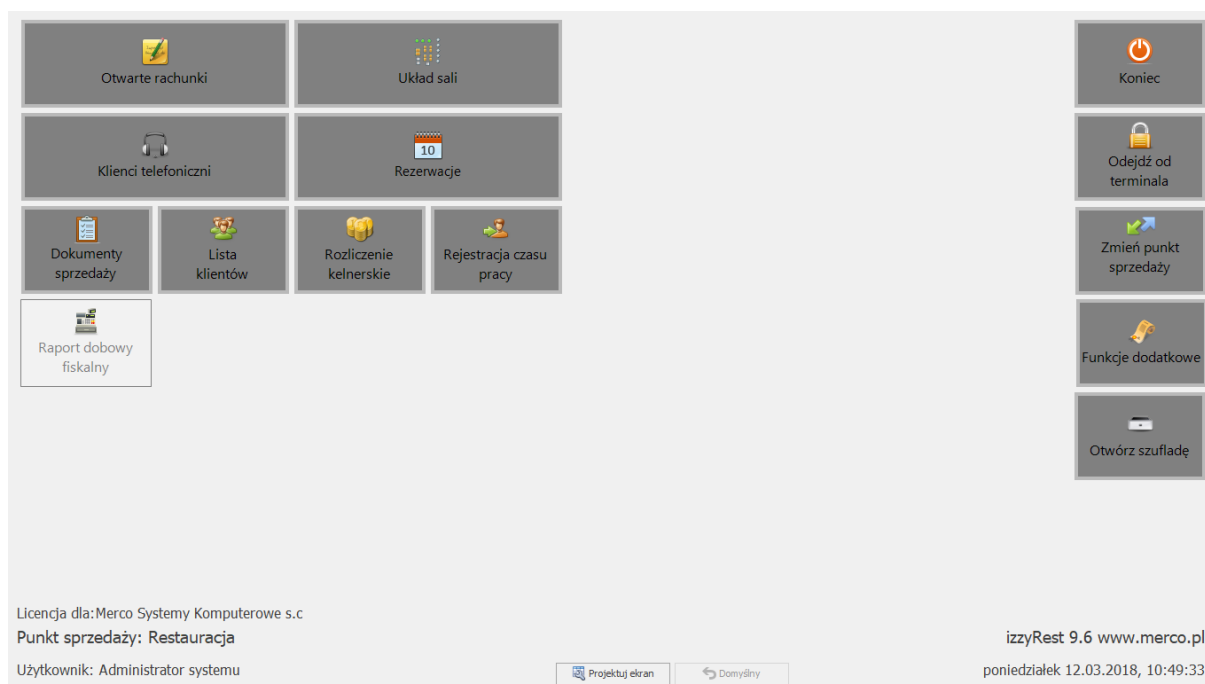 Otwarte rachunki
Układ sali
Koniec
Klienci telefoniczni
10
Rezerwacje
Odejdź od
terminala
Dokumenty
sprzedaży
Lista
klientów
Rozliczenie
kelnerskie
Rejestracja czasu
pracy
Zmień punkt
sprzedaży
Raport dobowy
fiskalny
Funkcje dodatkowe
Otwórz szufladę
Licencja dla:Merco Systemy Komputerowe s.c
Punkt sprzedaży: Restauracja
izzyRest 9.6 www.merco.pl
Użytkownik: Administrator systemu
Projektuj ekran
Domyślny
poniedziałek 12.03.2018, 10:49:33